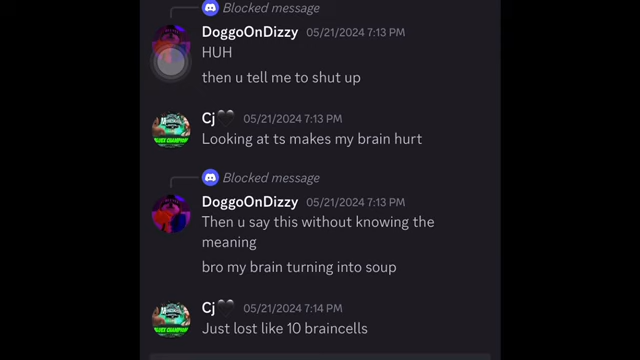 Blocked message
DoggoOnDizzy 05/21/2024 7:13 PM
HUH
then u tell me to shut up
Cj🖤 05/21/2024 7:13 PM
Looking at ts makes my brain hurt
Blocked message
DoggoOnDizzy 05/21/2024 7:13 PM
Then u say this without knowing the
meaning
bro my brain turning into soup
Cj🖤 05/21/2024 7:14 PM
Just lost like 10 braincells